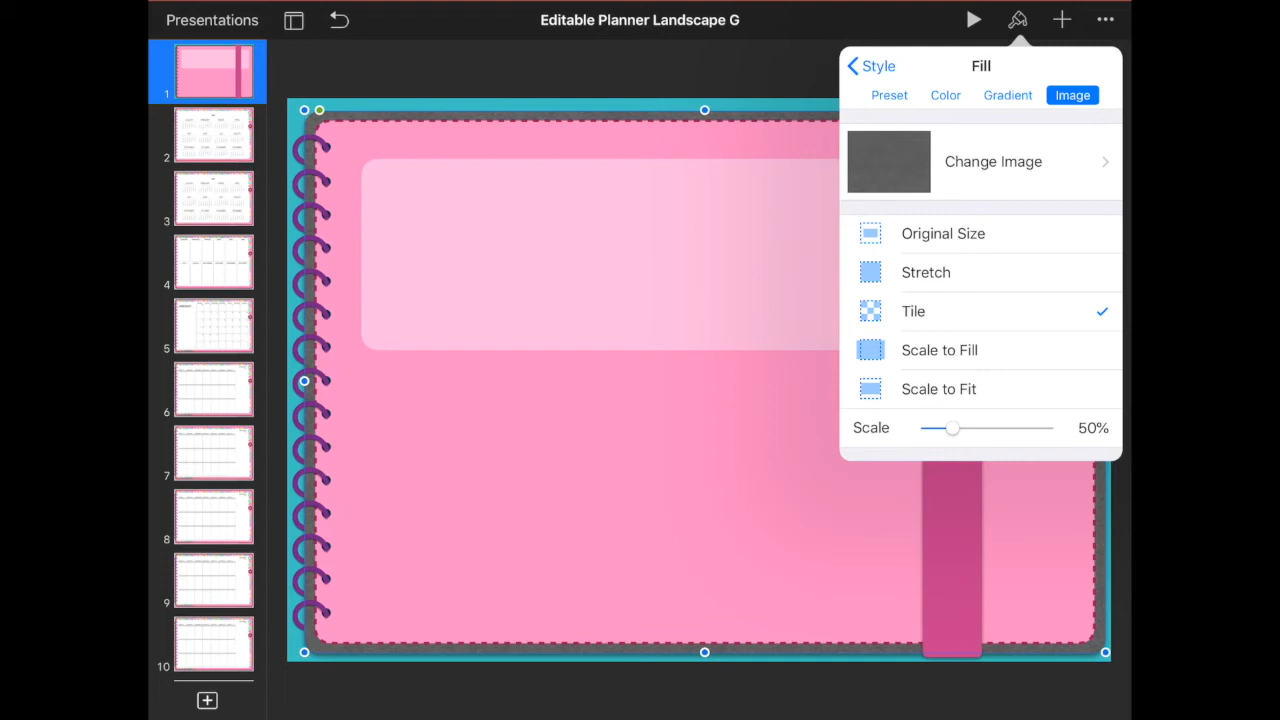 Presentations
Editable Planner Landscape G
Style
Fill
Preset
Color
Gradient
Image
Change Image
Original Size
Stretch
Tile
Scale to Fill
Scale to Fit
Scale
50%
1
2
3
4
5
6
7
8
9
10